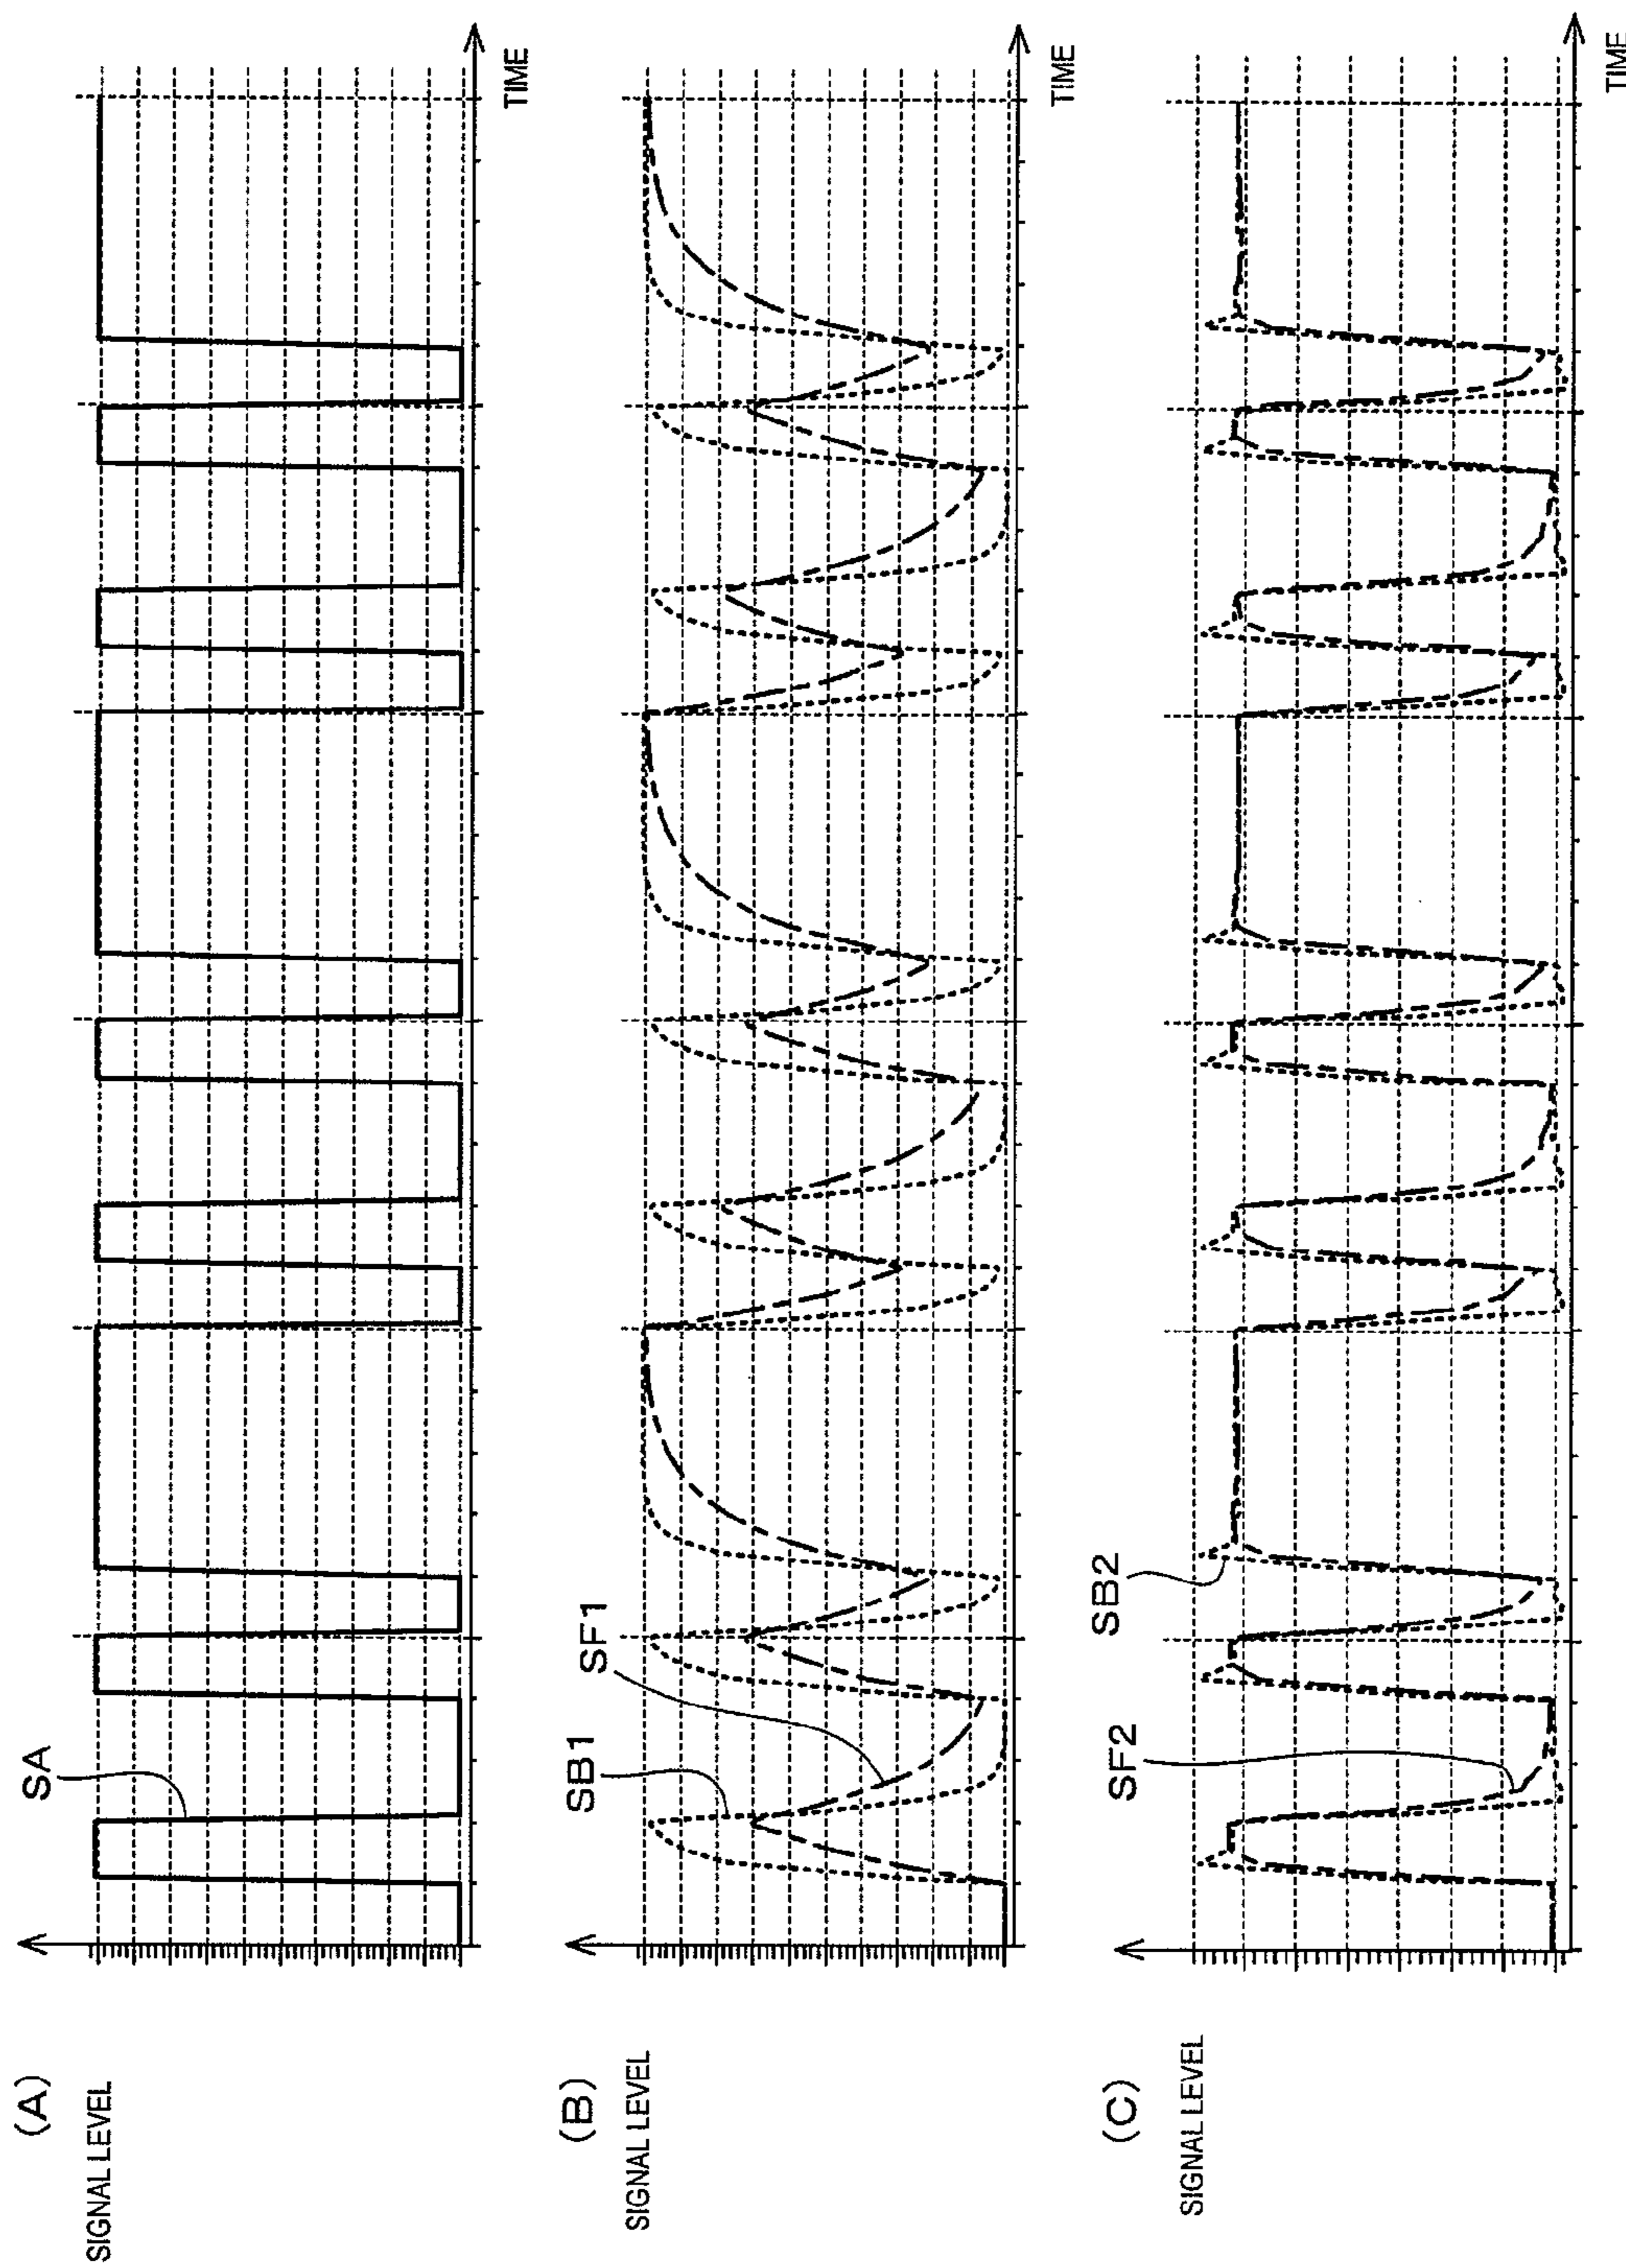 (A)
SIGNAL LEVEL
SA
TIME
(B)
SIGNAL LEVEL
SB1
SF1
TIME
(C)
SIGNAL LEVEL
SF2
SB2
TIME